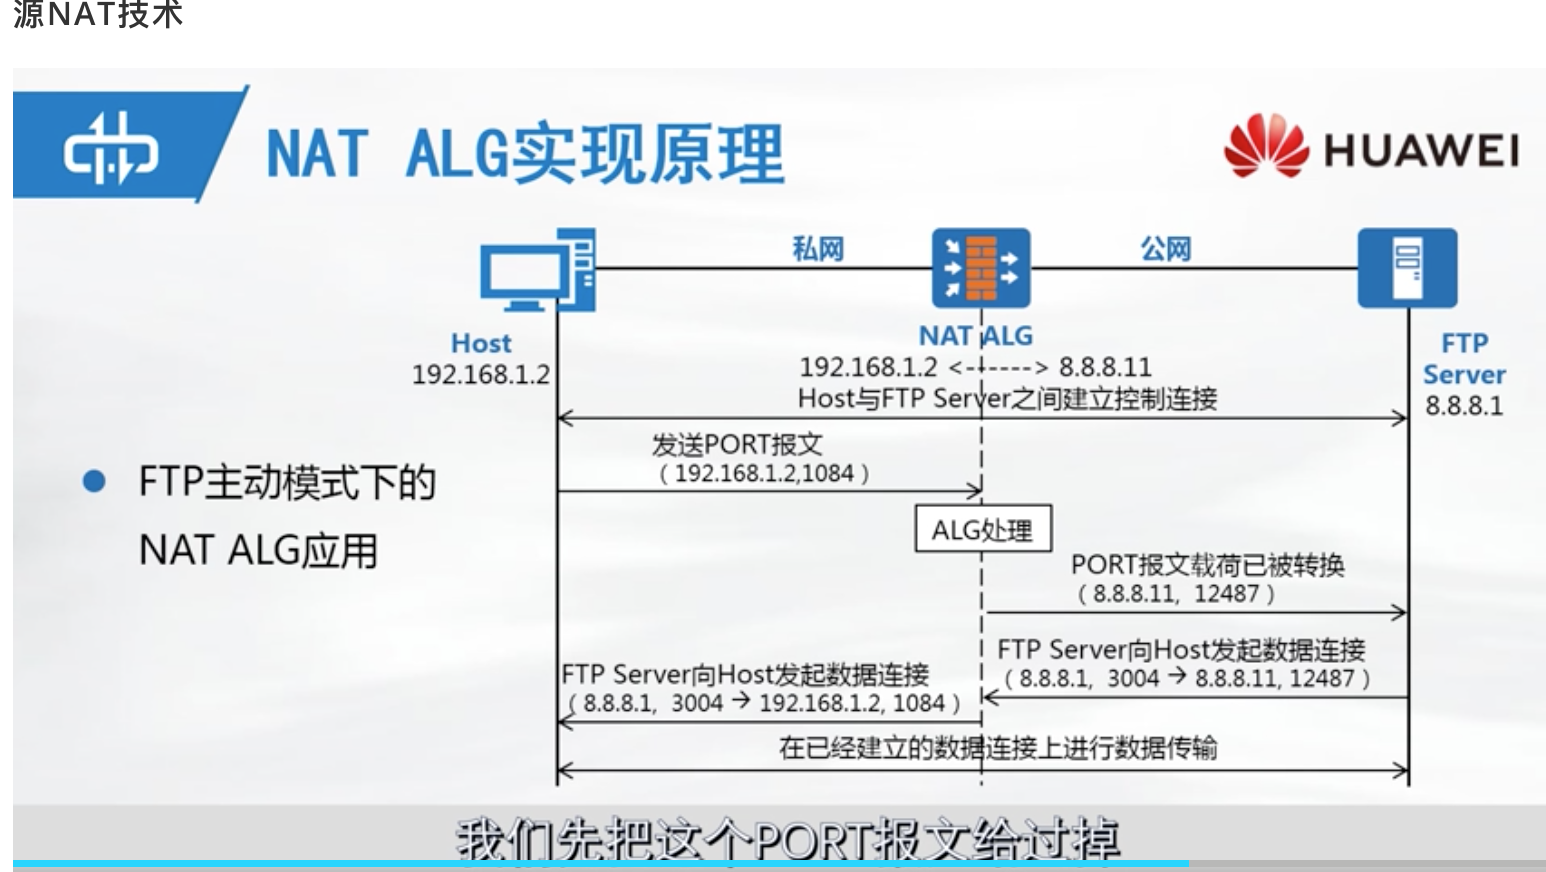 源NAT技术
NAT ALG实现原理
HUAWEI
私网
公网
Host
192.168.1.2
NAT ALG
192.168.1.2 <------> 8.8.8.11
FTP
Server
8.8.8.1
Host与FTP Server之间建立控制连接
发送PORT报文
（192.168.1.2,1084）
FTP主动模式下的
NAT ALG应用
ALG处理
PORT报文载荷已被转换
（8.8.8.11, 12487）
FTP Server向Host发起数据连接
（8.8.8.1, 3004 → 8.8.8.11, 12487）
FTP Server向Host发起数据连接
（8.8.8.1, 3004 → 192.168.1.2, 1084）
在已经建立的数据连接上进行数据传输
我们先把这个PORT报文给过掉